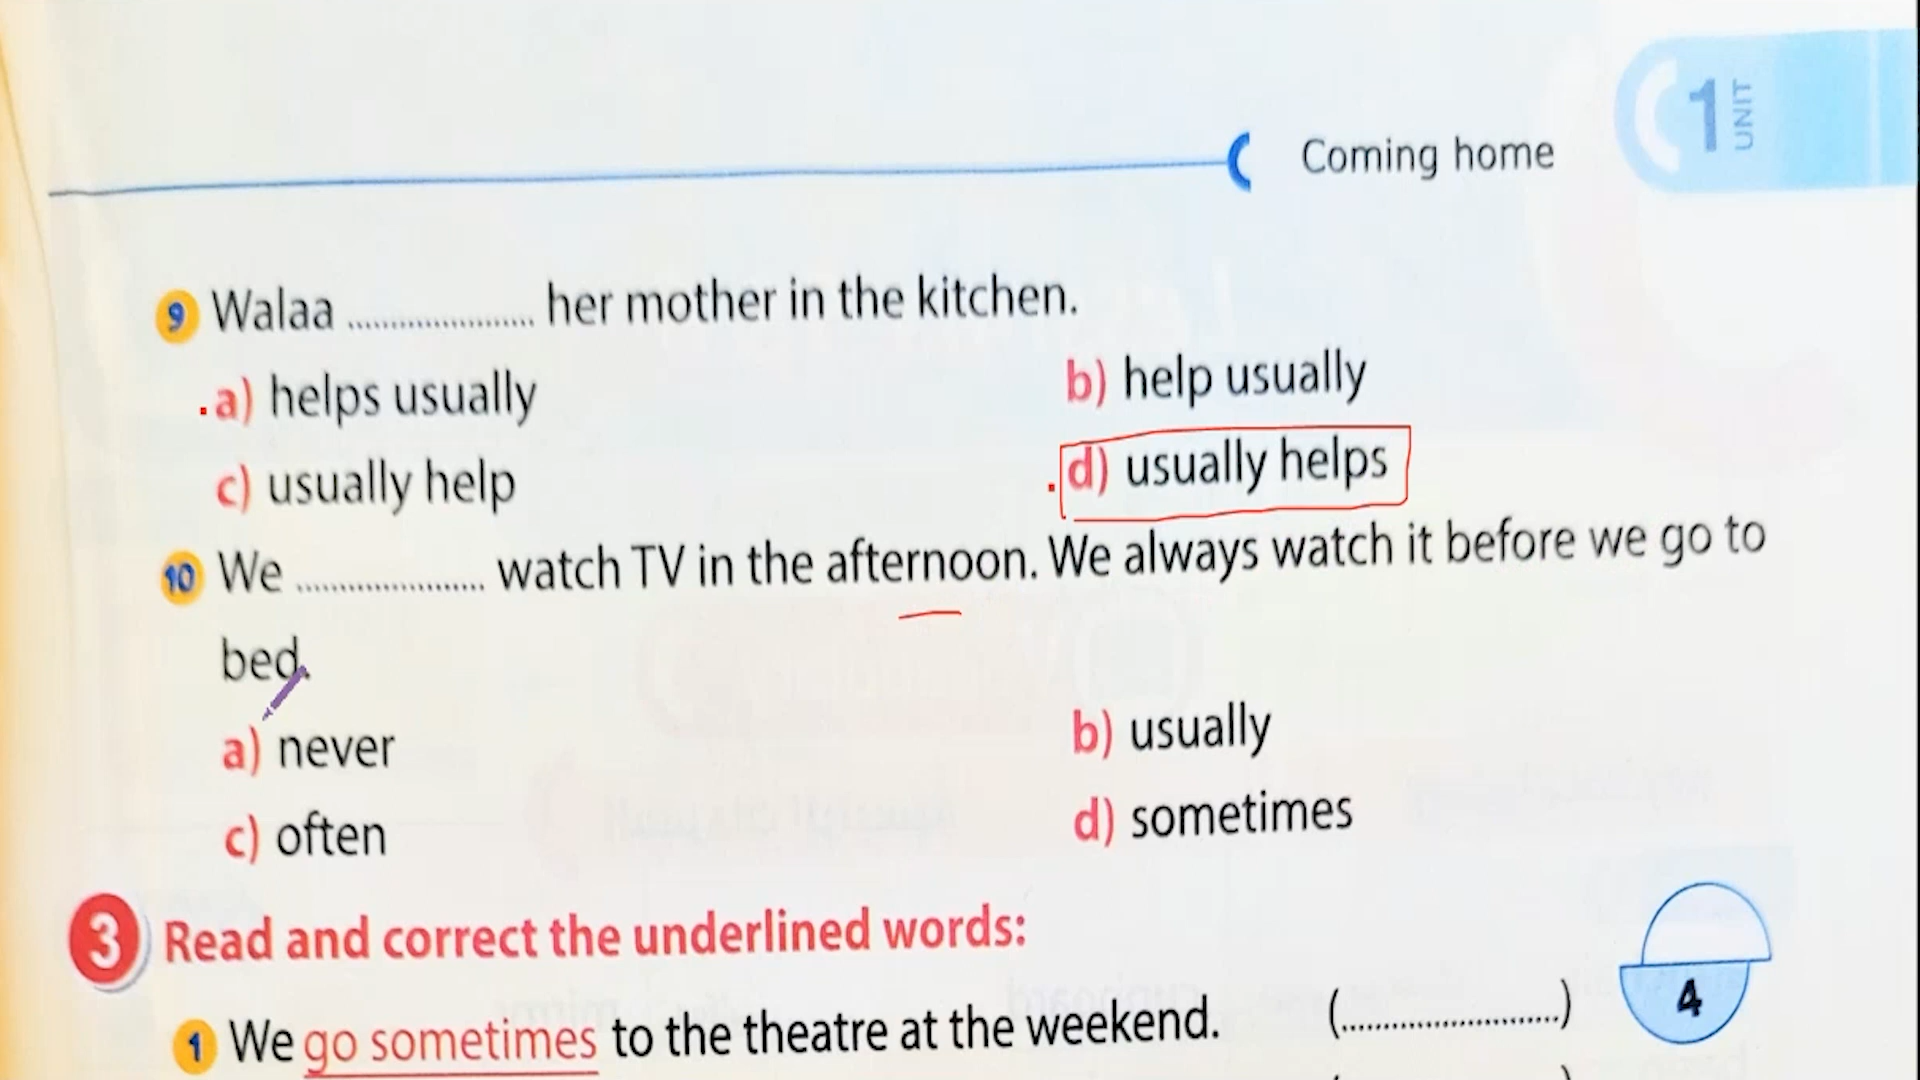 1 UNIT
Coming home
9 Walaa ..................... her mother in the kitchen.
a) helps usually
b) help usually
c) usually help
d) usually helps
10 We ..................... watch TV in the afternoon. We always watch it before we go to
bed.
a) never
b) usually
c) often
d) sometimes
3 Read and correct the underlined words:
4
1 We go sometimes to the theatre at the weekend. (.........................)